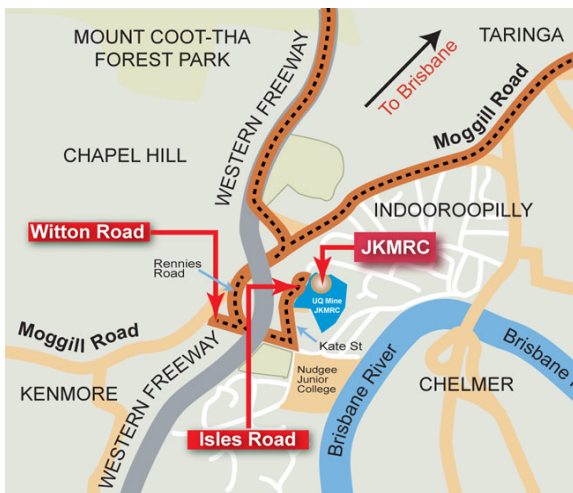 MOUNT COOT-THA
FOREST PARK
TARINGA
To Brisbane
WESTERN FREEWAY
Moggill Road
CHAPEL HILL
INDOOROOPILLY
Witton Road
JKMRC
Rennies
Road
UQ Mine
JKMRC
Moggill Road
Kate St
WESTERN FREEWAY
KENMORE
Nudgee
Junior
College
Brisbane River
Brisbane
CHELMER
Isles Road